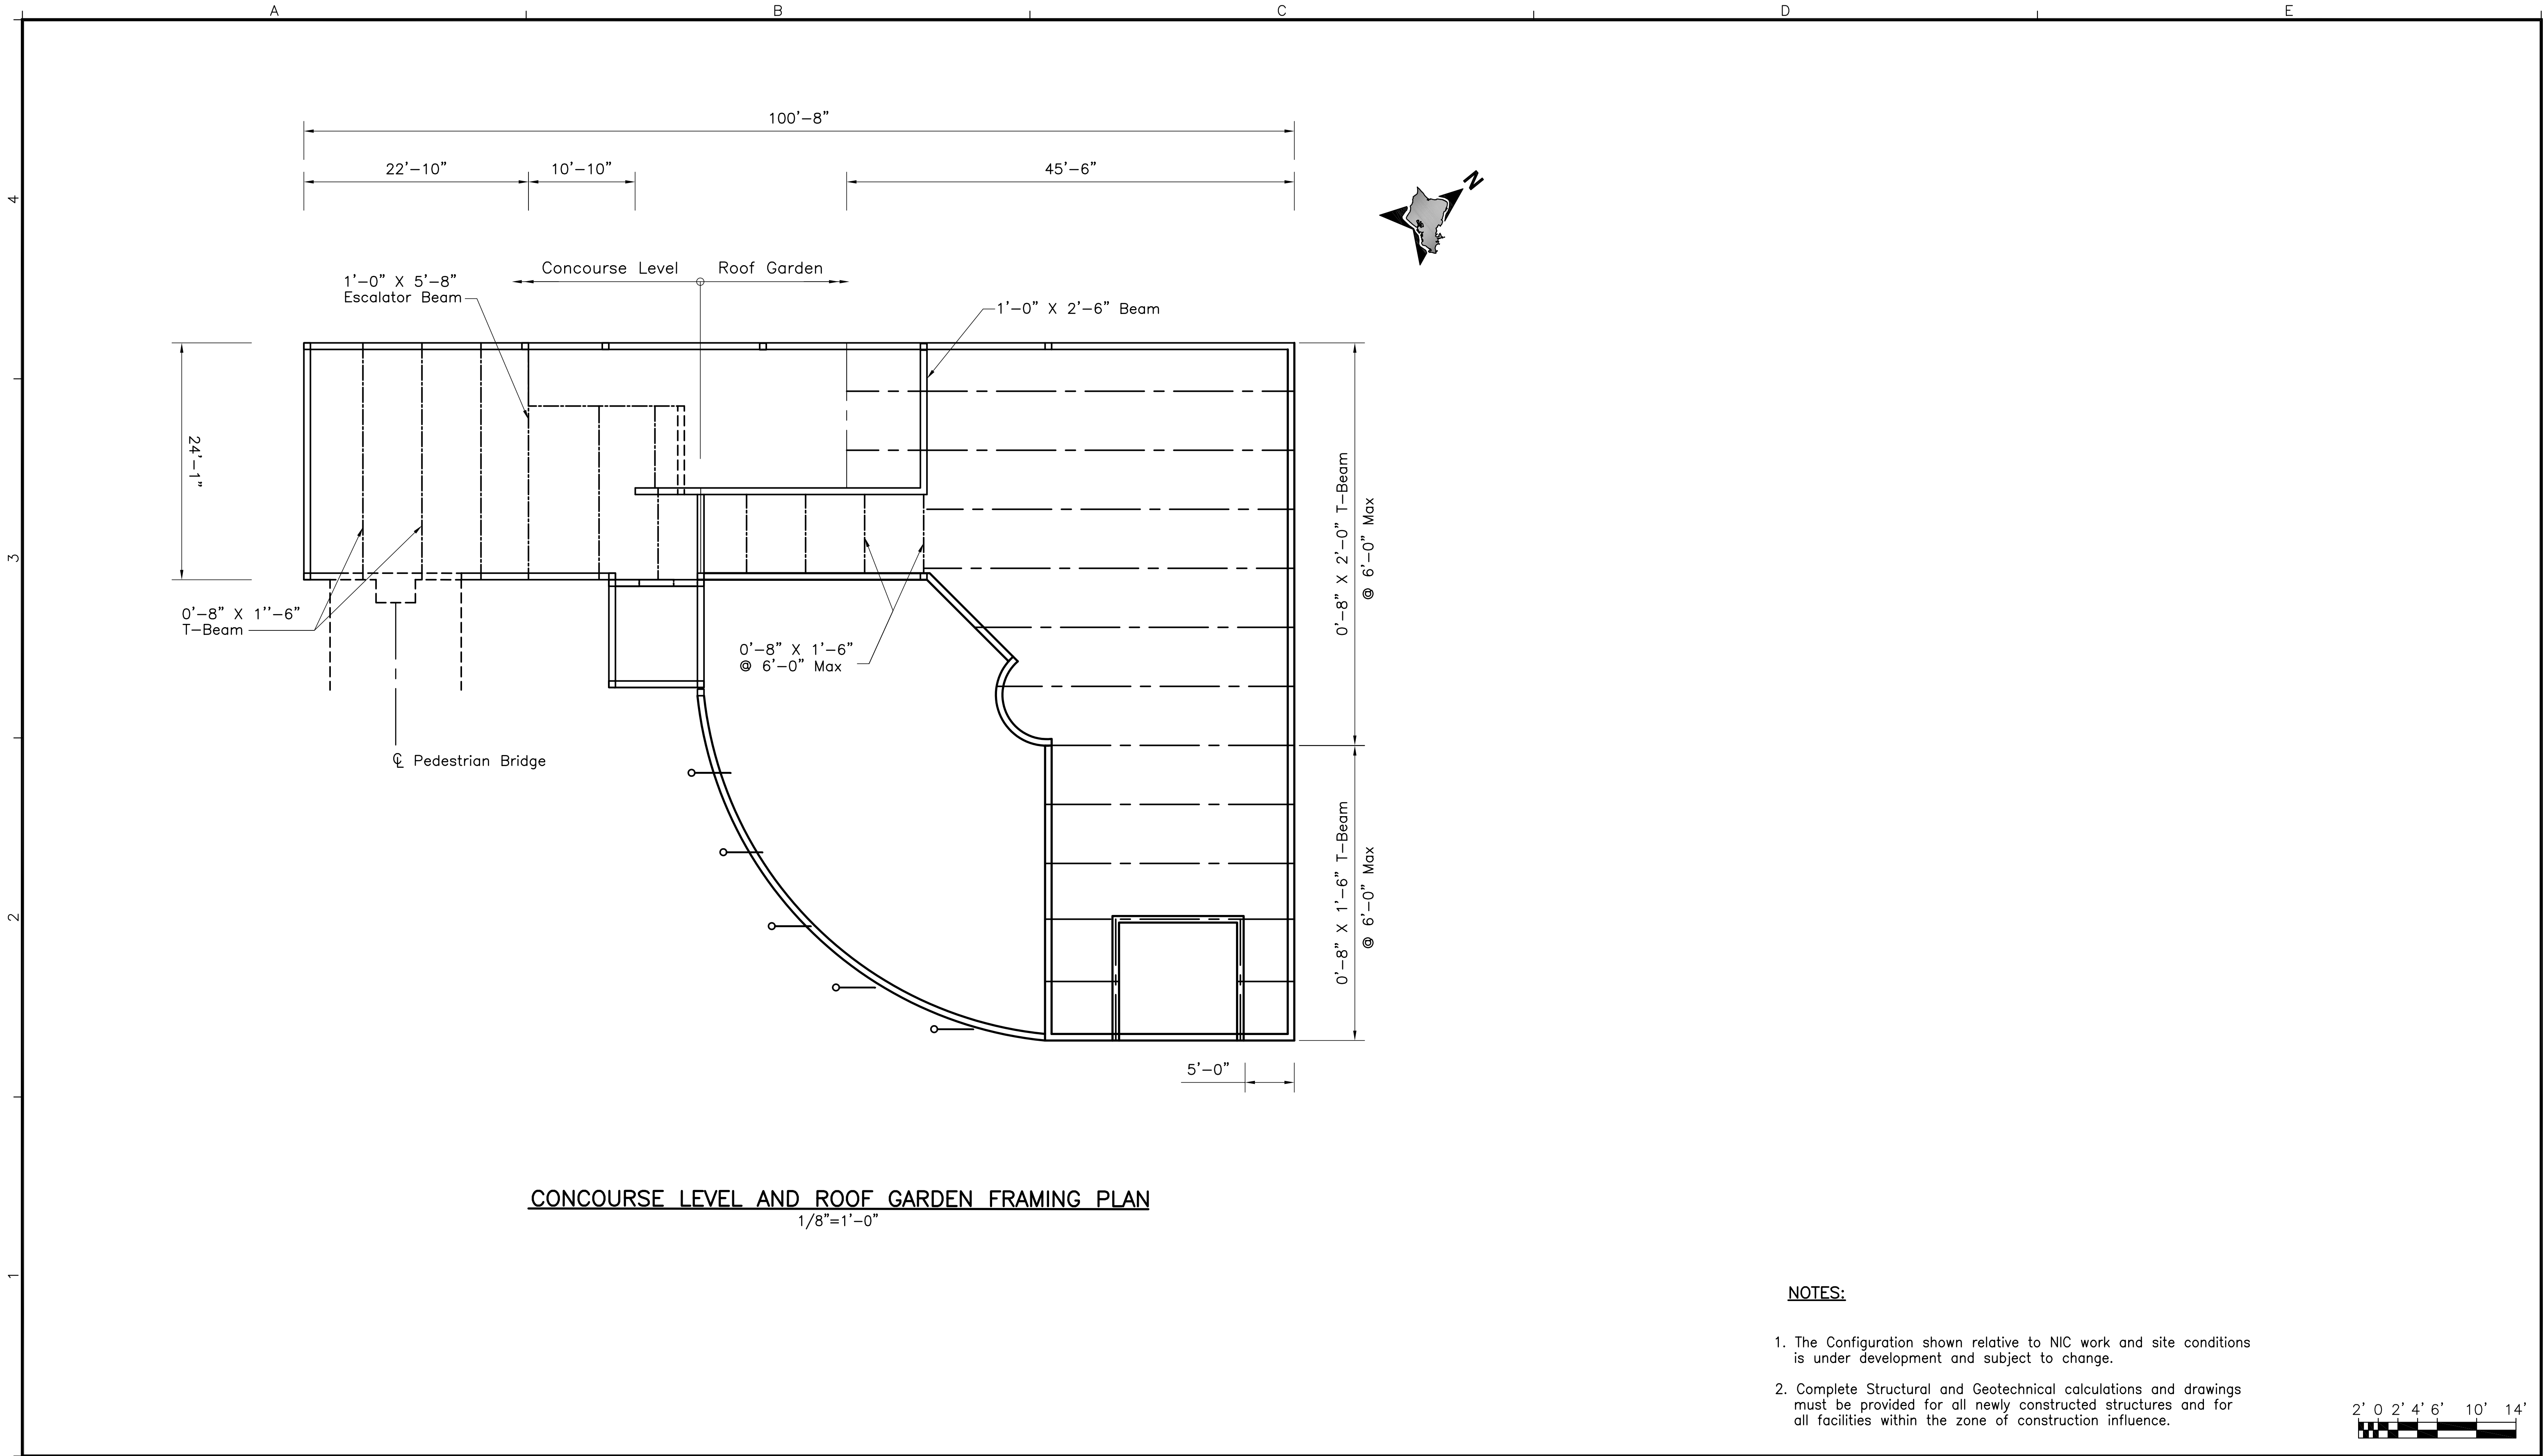 A B C D E
4
3
2
1
100'-8"
22'-10" 10'-10" 45'-6"
N
Concourse Level Roof Garden
1'-0" X 5'-8"
Escalator Beam
1'-0" X 2'-6" Beam
24'-1"
0'-8" X 2'-0" T-Beam
@ 6'-0" Max
0'-8" X 1''-6"
T-Beam
0'-8" X 1'-6"
@ 6'-0" Max
℄ Pedestrian Bridge
0'-8" X 1'-6" T-Beam
@ 6'-0" Max
5'-0"
CONCOURSE LEVEL AND ROOF GARDEN FRAMING PLAN
1/8"=1'-0"
NOTES:
1. The Configuration shown relative to NIC work and site conditions
is under development and subject to change.
2. Complete Structural and Geotechnical calculations and drawings
must be provided for all newly constructed structures and for
all facilities within the zone of construction influence.
2' 0 2' 4' 6' 10' 14'